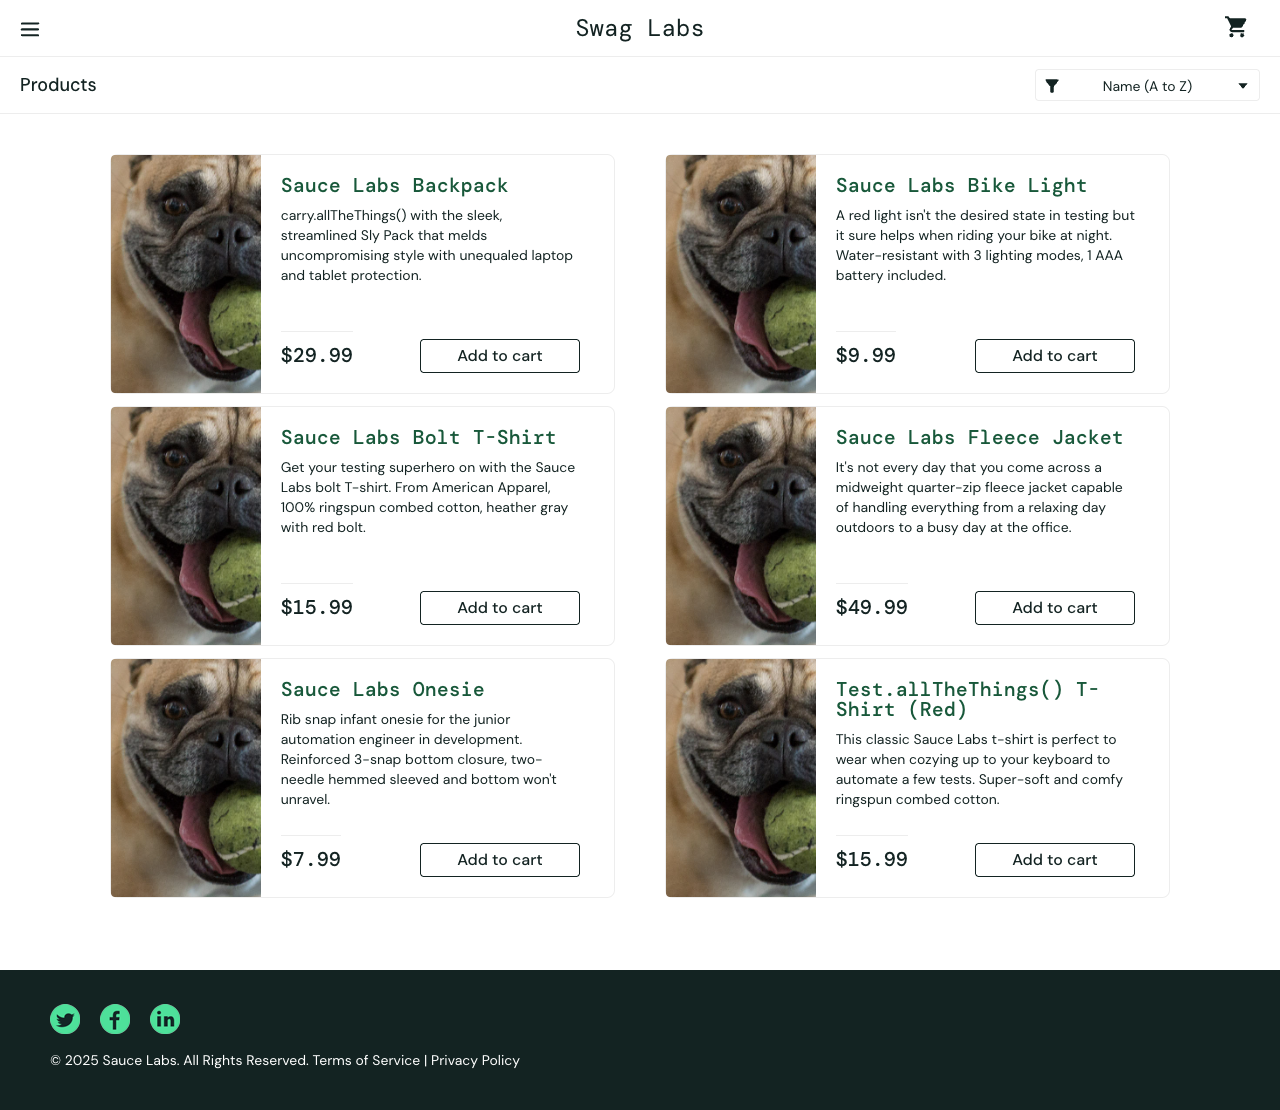 Swag Labs
Products
Name (A to Z)
Sauce Labs Backpack
carry.allTheThings() with the sleek,
streamlined Sly Pack that melds
uncompromising style with unequaled laptop
and tablet protection.
$29.99
Add to cart
Sauce Labs Bike Light
A red light isn't the desired state in testing but
it sure helps when riding your bike at night.
Water-resistant with 3 lighting modes, 1 AAA
battery included.
$9.99
Add to cart
Sauce Labs Bolt T-Shirt
Get your testing superhero on with the Sauce
Labs bolt T-shirt. From American Apparel,
100% ringspun combed cotton, heather gray
with red bolt.
$15.99
Add to cart
Sauce Labs Fleece Jacket
It's not every day that you come across a
midweight quarter-zip fleece jacket capable
of handling everything from a relaxing day
outdoors to a busy day at the office.
$49.99
Add to cart
Sauce Labs Onesie
Rib snap infant onesie for the junior
automation engineer in development.
Reinforced 3-snap bottom closure, two-
needle hemmed sleeved and bottom won't
unravel.
$7.99
Add to cart
Test.allTheThings() T-
Shirt (Red)
This classic Sauce Labs t-shirt is perfect to
wear when cozying up to your keyboard to
automate a few tests. Super-soft and comfy
ringspun combed cotton.
$15.99
Add to cart
© 2025 Sauce Labs. All Rights Reserved. Terms of Service | Privacy Policy